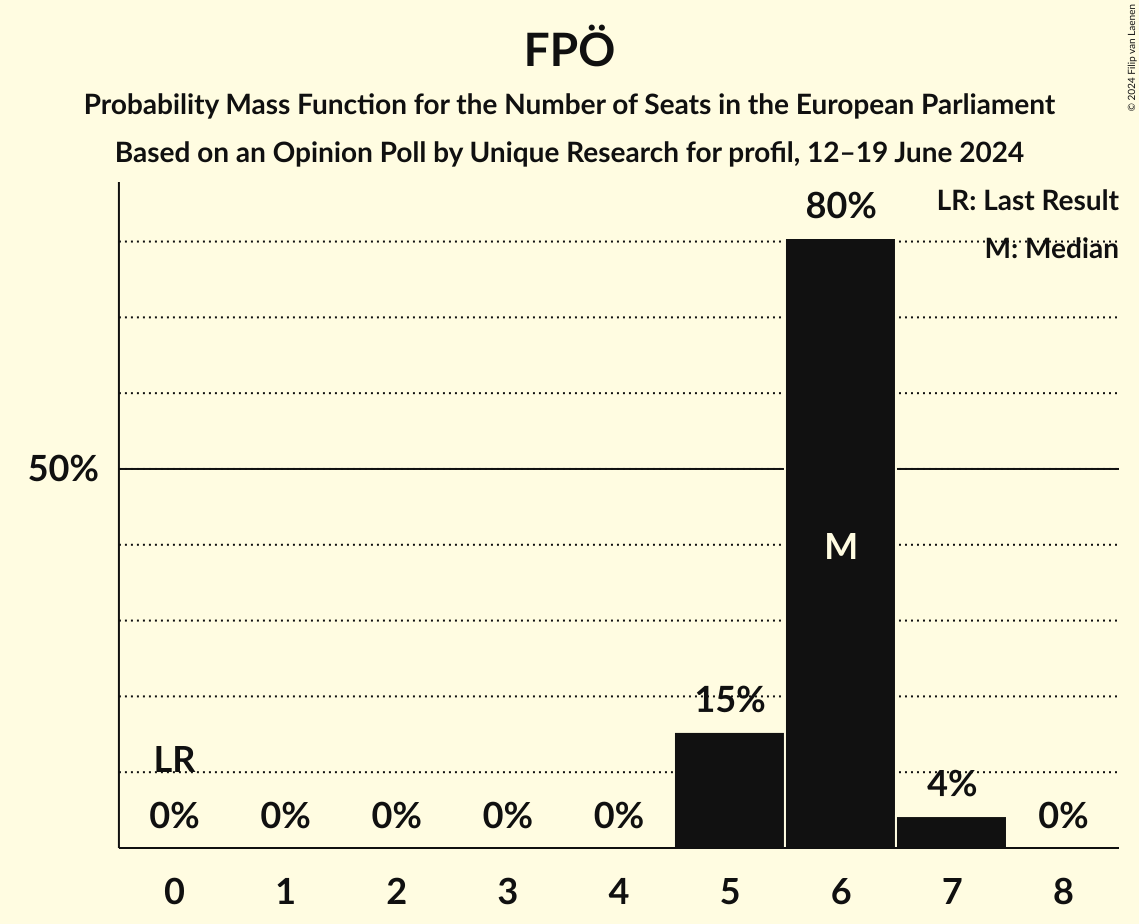 FPÖ
Probability Mass Function for the Number of Seats in the European Parliament
Based on an Opinion Poll by Unique Research for profil, 12–19 June 2024
© 2024 Filip van Laenen
LR: Last Result
M: Median
80%
50%
M
15%
LR
4%
0% 0% 0% 0% 0% 0%
0 1 2 3 4 5 6 7 8